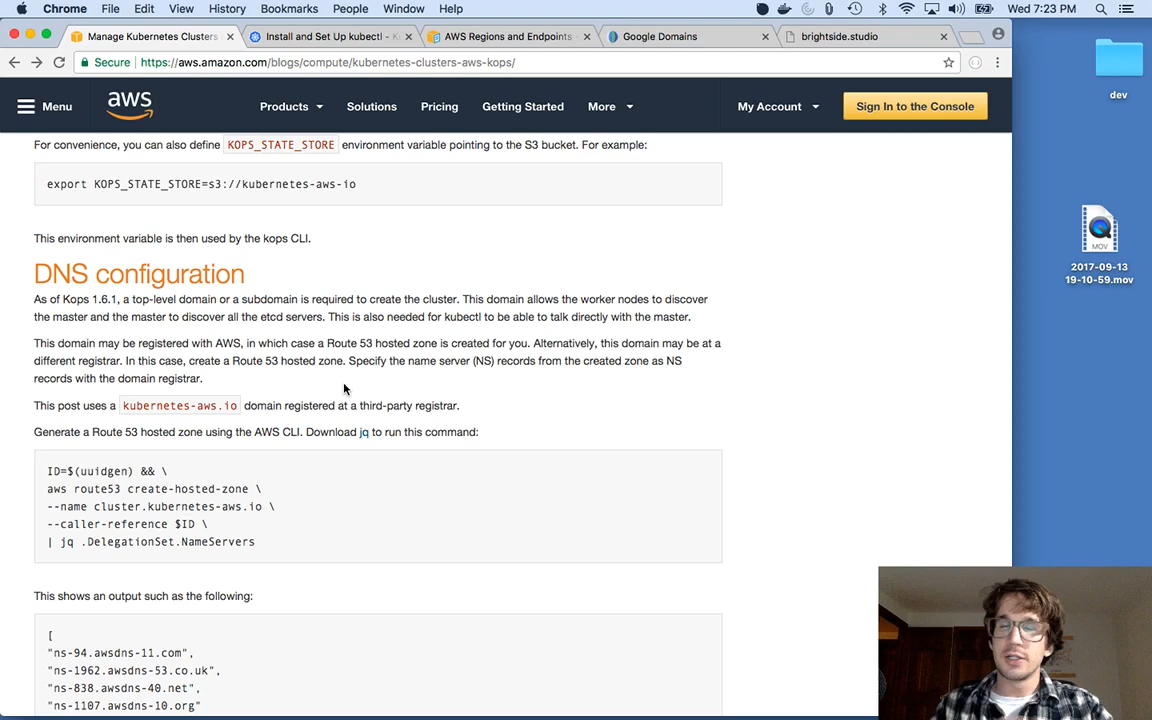 Chrome File Edit View History Bookmarks People Window Help Wed 7:23 PM
Manage Kubernetes Clusters Install and Set Up kubectl - K AWS Regions and Endpoints - Google Domains brightside.studio
Secure https://aws.amazon.com/blogs/compute/kubernetes-clusters-aws-kops/
Menu aws Products Solutions Pricing Getting Started More My Account Sign In to the Console
dev
For convenience, you can also define KOPS_STATE_STORE environment variable pointing to the S3 bucket. For example:
export KOPS_STATE_STORE=s3://kubernetes-aws-io
This environment variable is then used by the kops CLI.
MOV
2017-09-13
19-10-59.mov
DNS configuration
As of Kops 1.6.1, a top-level domain or a subdomain is required to create the cluster. This domain allows the worker nodes to discover
the master and the master to discover all the etcd servers. This is also needed for kubectl to be able to talk directly with the master.
This domain may be registered with AWS, in which case a Route 53 hosted zone is created for you. Alternatively, this domain may be at a
different registrar. In this case, create a Route 53 hosted zone. Specify the name server (NS) records from the created zone as NS
records with the domain registrar.
This post uses a kubernetes-aws.io domain registered at a third-party registrar.
Generate a Route 53 hosted zone using the AWS CLI. Download jq to run this command:
ID=$(uuidgen) && \
aws route53 create-hosted-zone \
--name cluster.kubernetes-aws.io \
--caller-reference $ID \
| jq .DelegationSet.NameServers
This shows an output such as the following:
[
"ns-94.awsdns-11.com",
"ns-1962.awsdns-53.co.uk",
"ns-838.awsdns-40.net",
"ns-1107.awsdns-10.org"